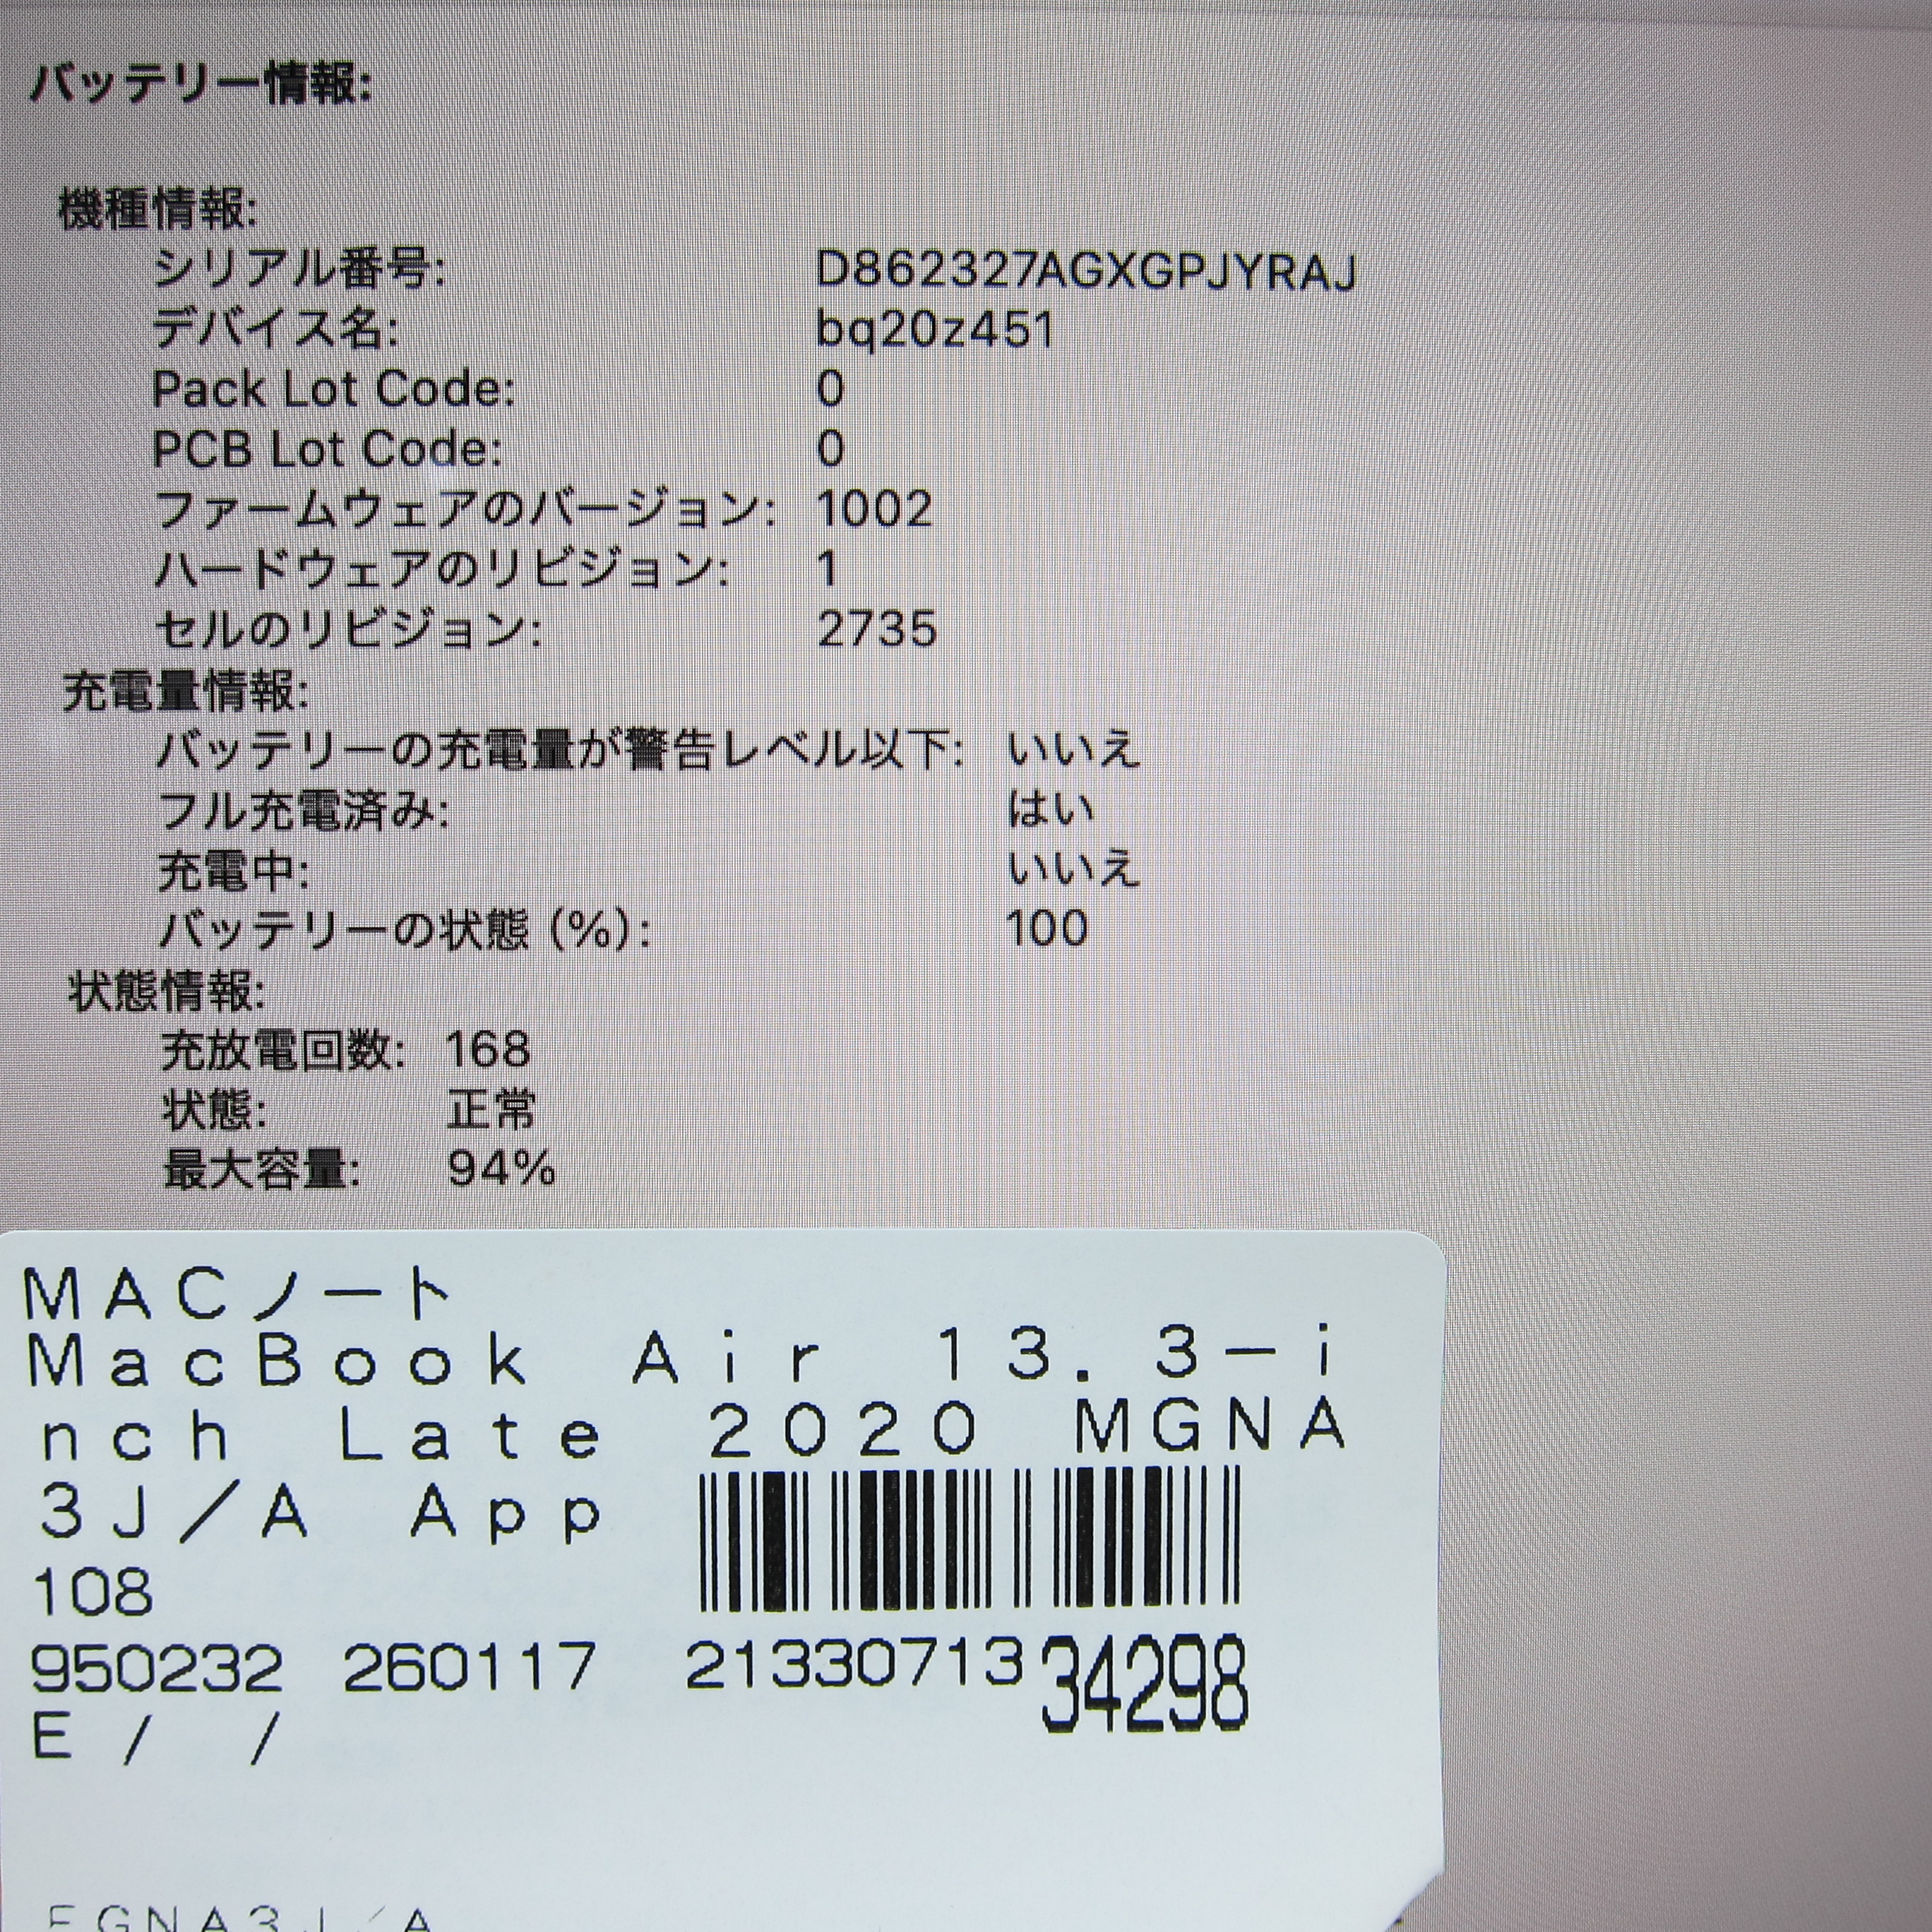 バッテリー情報:
機種情報:
シリアル番号: D862327AGXGPJYRAJ
デバイス名: bq20z451
Pack Lot Code: 0
PCB Lot Code: 0
ファームウェアのバージョン: 1002
ハードウェアのリビジョン: 1
セルのリビジョン: 2735
充電量情報:
バッテリーの充電量が警告レベル以下: いいえ
フル充電済み: はい
充電中: いいえ
バッテリーの状態 (%): 100
状態情報:
充放電回数: 168
状態: 正常
最大容量: 94%
MACノート
MacBook Air 13.3-i
nch Late 2020 MGNA
3J/A App
108
950232 260117 21330713 34298
E / /
FGNA3J/A